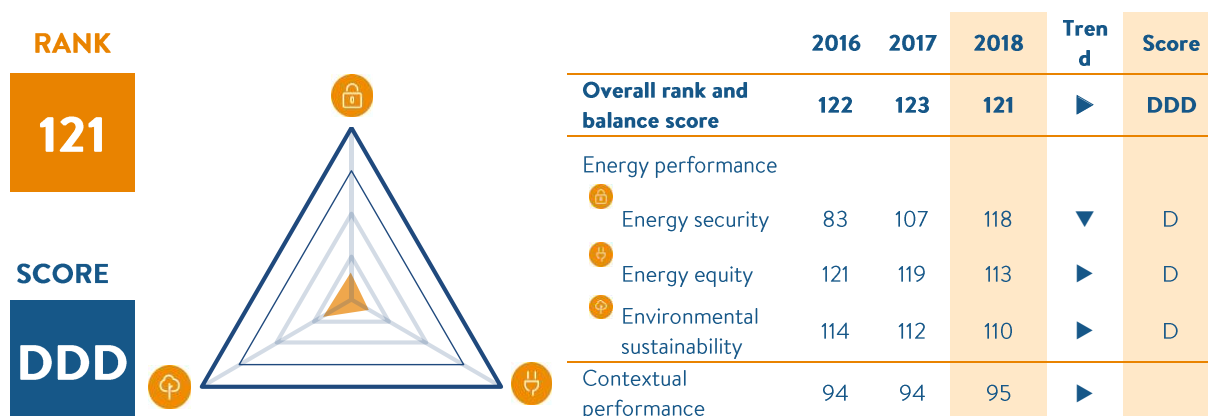 RANK
121
SCORE
DDD
2016 2017 2018 Tren
d Score
Overall rank and
balance score 122 123 121 ▶ DDD
Energy performance
Energy security 83 107 118 ▼ D
Energy equity 121 119 113 ▶ D
Environmental
sustainability 114 112 110 ▶ D
Contextual
performance 94 94 95 ▶